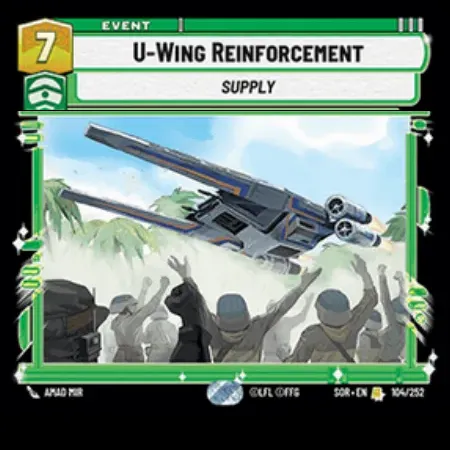 EVENT
7
U-WING REINFORCEMENT
SUPPLY
AMAD MIR
©LFL ©FFG
SOR • EN
104/252